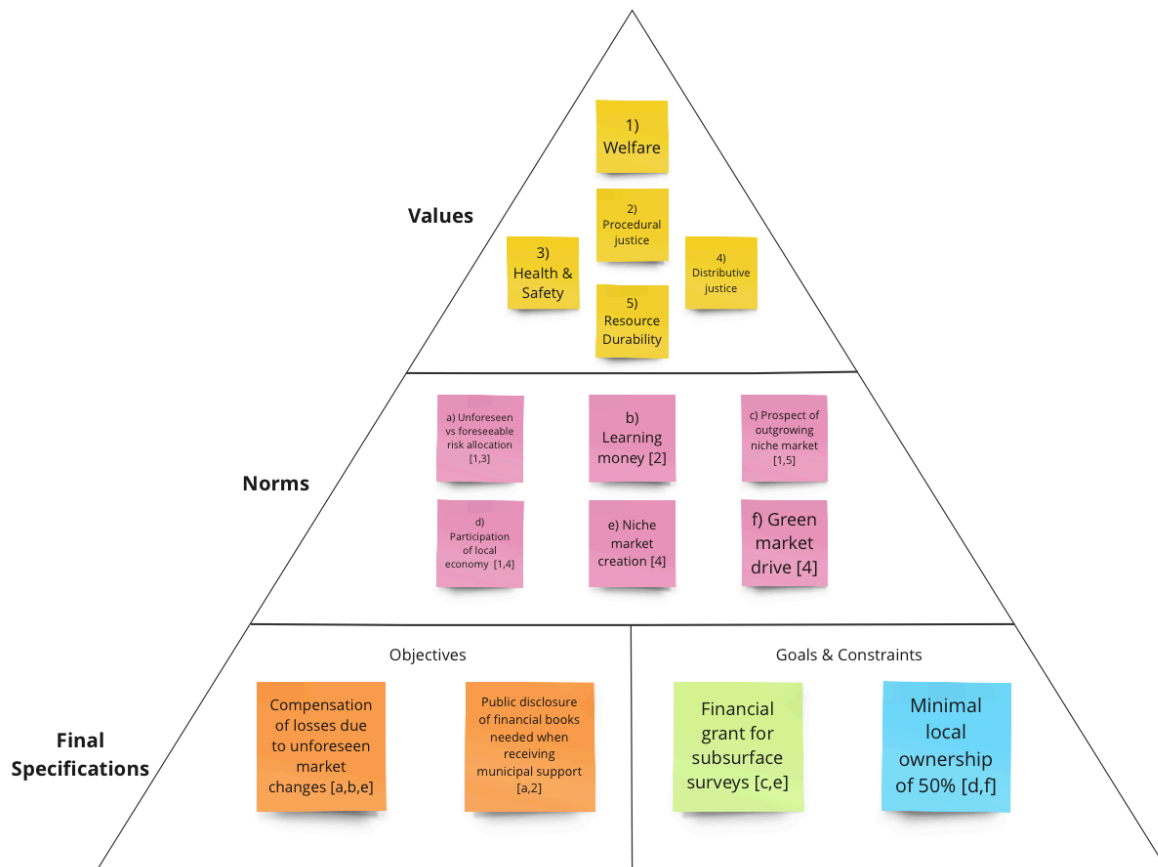 1)
Welfare
Values
2)
Procedural
justice
3)
Health &
Safety
4)
Distributive
justice
5)
Resource
Durability
Norms
a) Unforeseen
vs foreseeable
risk allocation
[1,3]
b)
Learning
money [2]
c) Prospect of
outgrowing
niche market
[1,5]
d)
Participation
of local
economy [1,4]
e) Niche
market
creation [4]
f) Green
market
drive [4]
Final
Specifications
Objectives
Compensation
of losses due
to unforeseen
market
changes [a,b,e]
Public disclosure
of financial books
needed when
receiving
municipal support
[a,2]
Goals & Constraints
Financial
grant for
subsurface
surveys [c,e]
Minimal
local
ownership
of 50% [d,f]